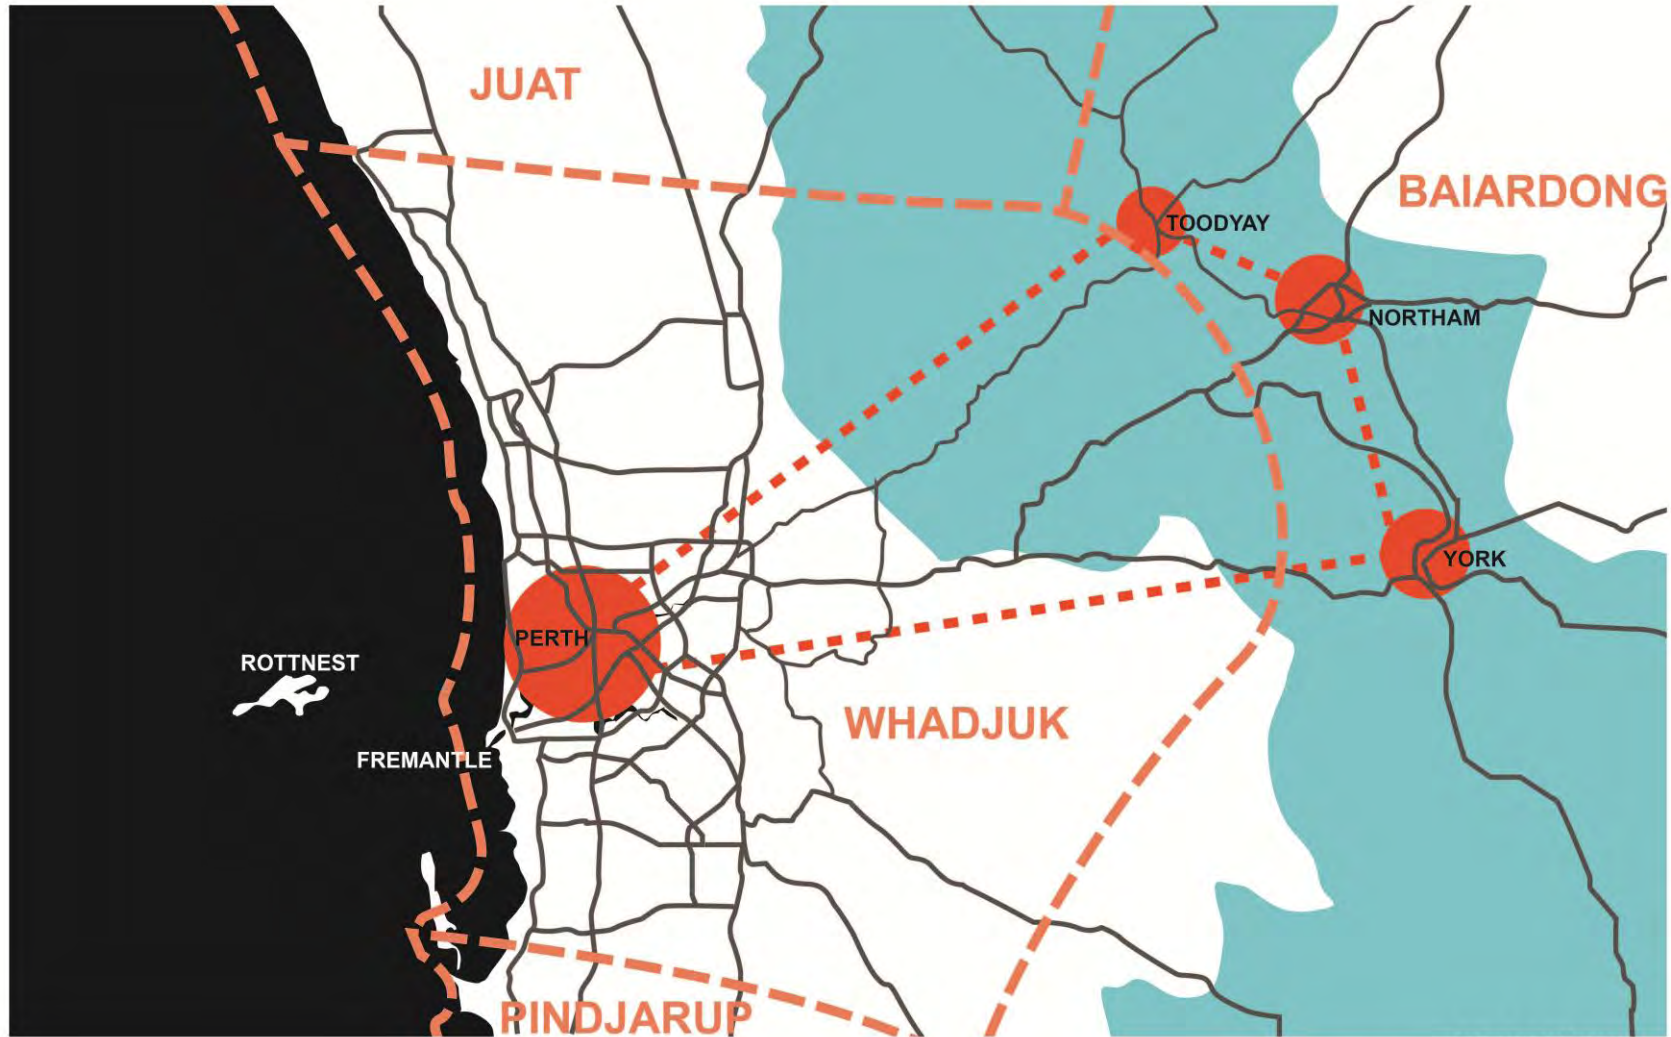 JUAT
BAIARDONG
TOODYAY
NORTHAM
YORK
PERTH
ROTTNEST
WHADJUK
FREMANTLE
PINDJARUP